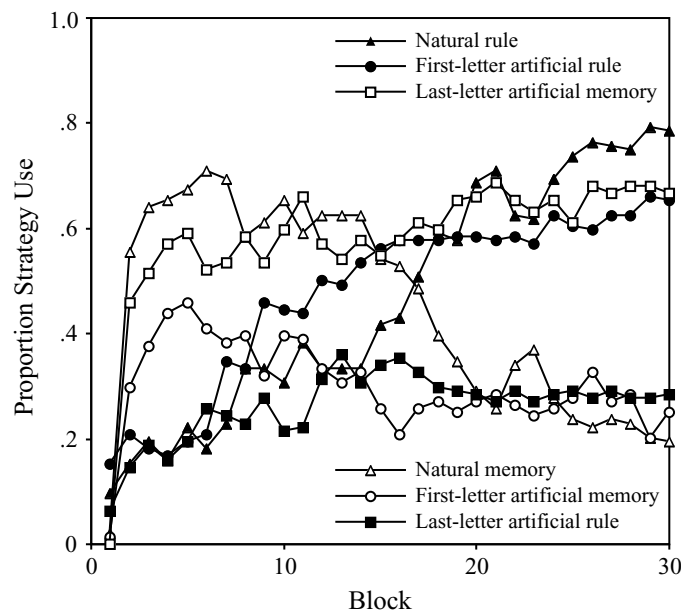 1.0
Natural rule
First-letter artificial rule
Last-letter artificial memory
.8
.6
Proportion Strategy Use
.4
.2
Natural memory
First-letter artificial memory
Last-letter artificial rule
0
0 10 20 30
Block